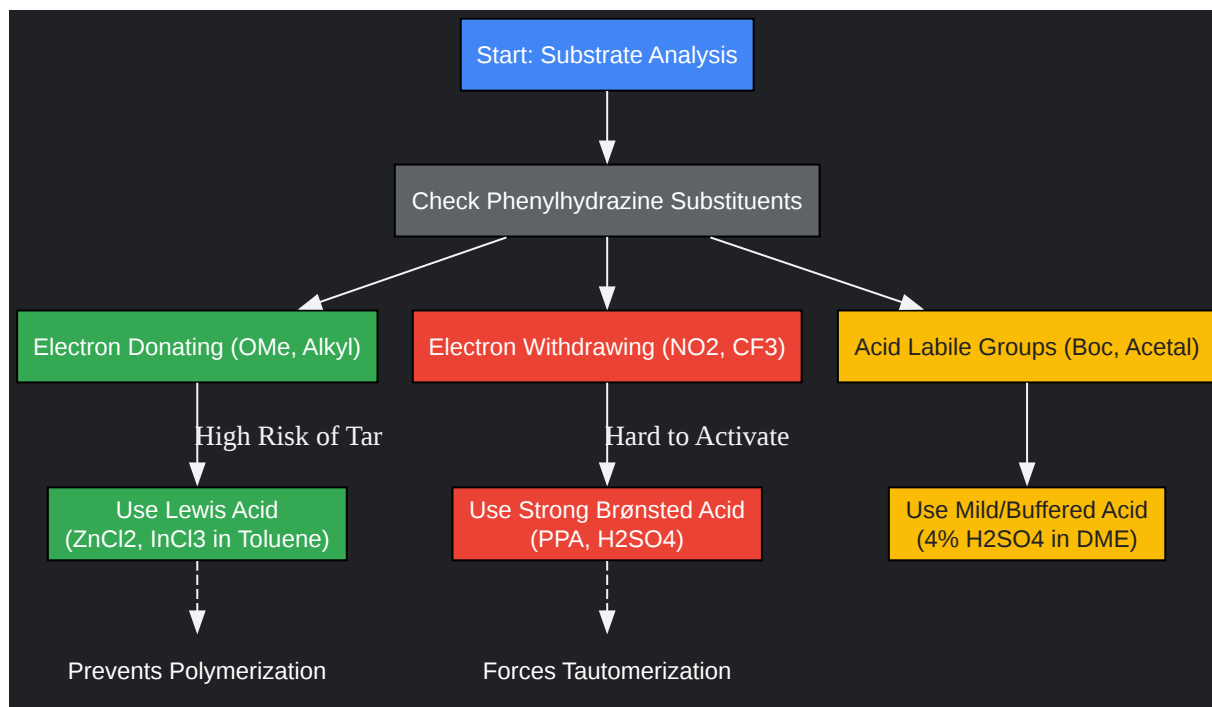 Start: Substrate Analysis
Check Phenylhydrazine Substituents
Electron Donating (OMe, Alkyl)
Electron Withdrawing (NO2, CF3)
Acid Labile Groups (Boc, Acetal)
High Risk of Tar
Hard to Activate
Use Lewis Acid
(ZnCl2, InCl3 in Toluene)
Use Strong Brønsted Acid
(PPA, H2SO4)
Use Mild/Buffered Acid
(4% H2SO4 in DME)
Prevents Polymerization
Forces Tautomerization